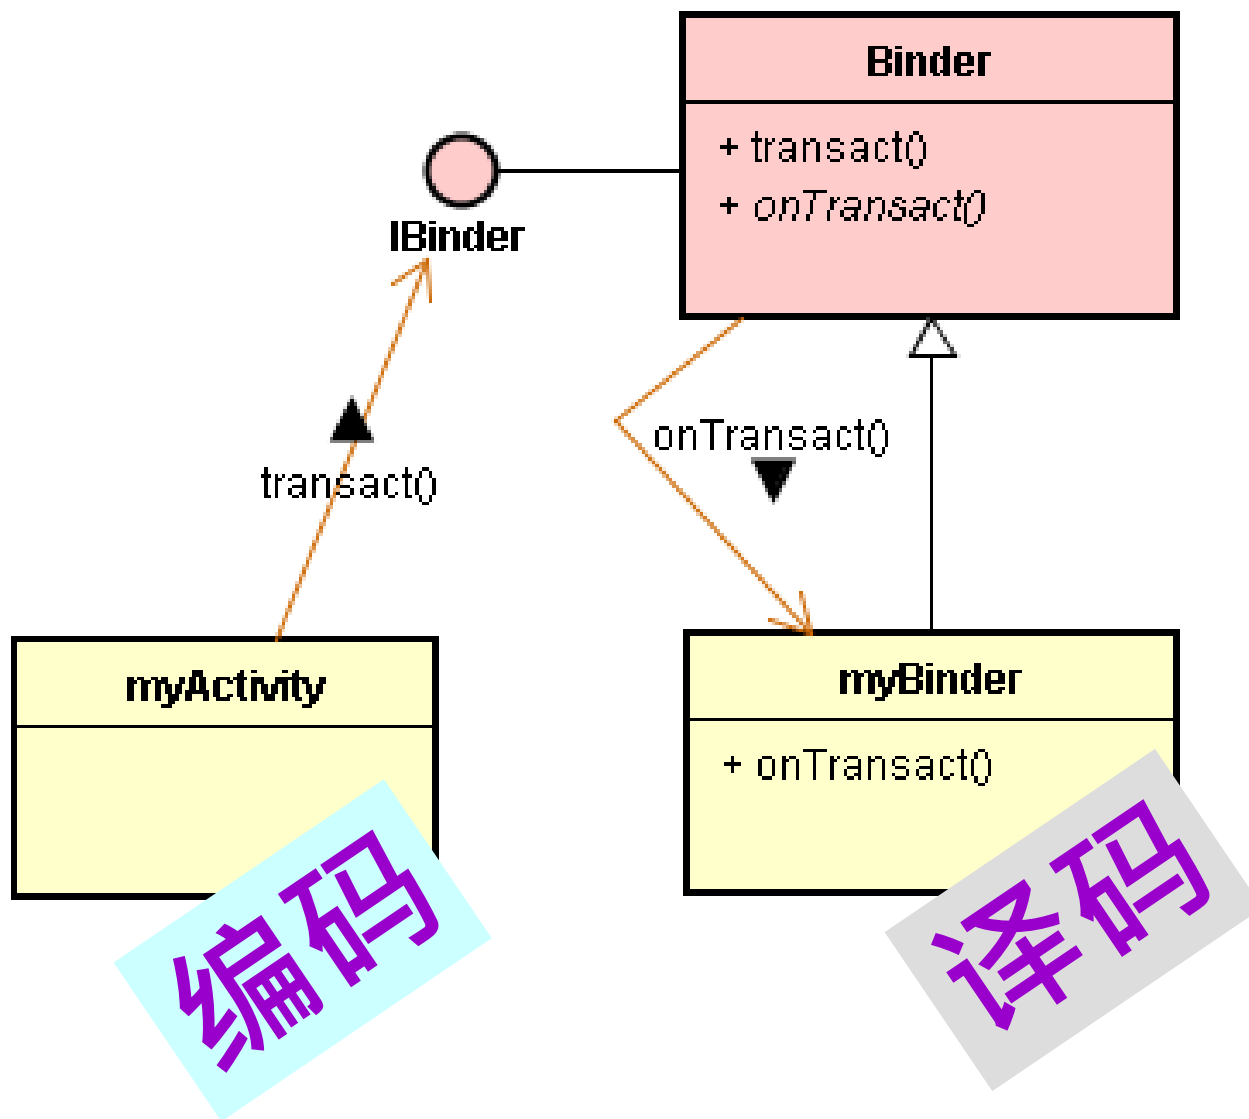 Binder
+ transact()
+ onTransact()
IBinder
onTransact()
transact()
myActivity
myBinder
+ onTransact()
编码
译码